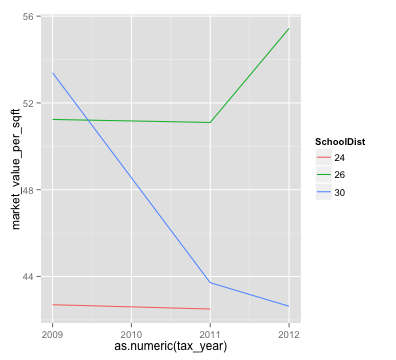 56
52
48
44
market_value_per_sqft
2009 2010 2011 2012
as.numeric(tax_year)
SchoolDist
24
26
30